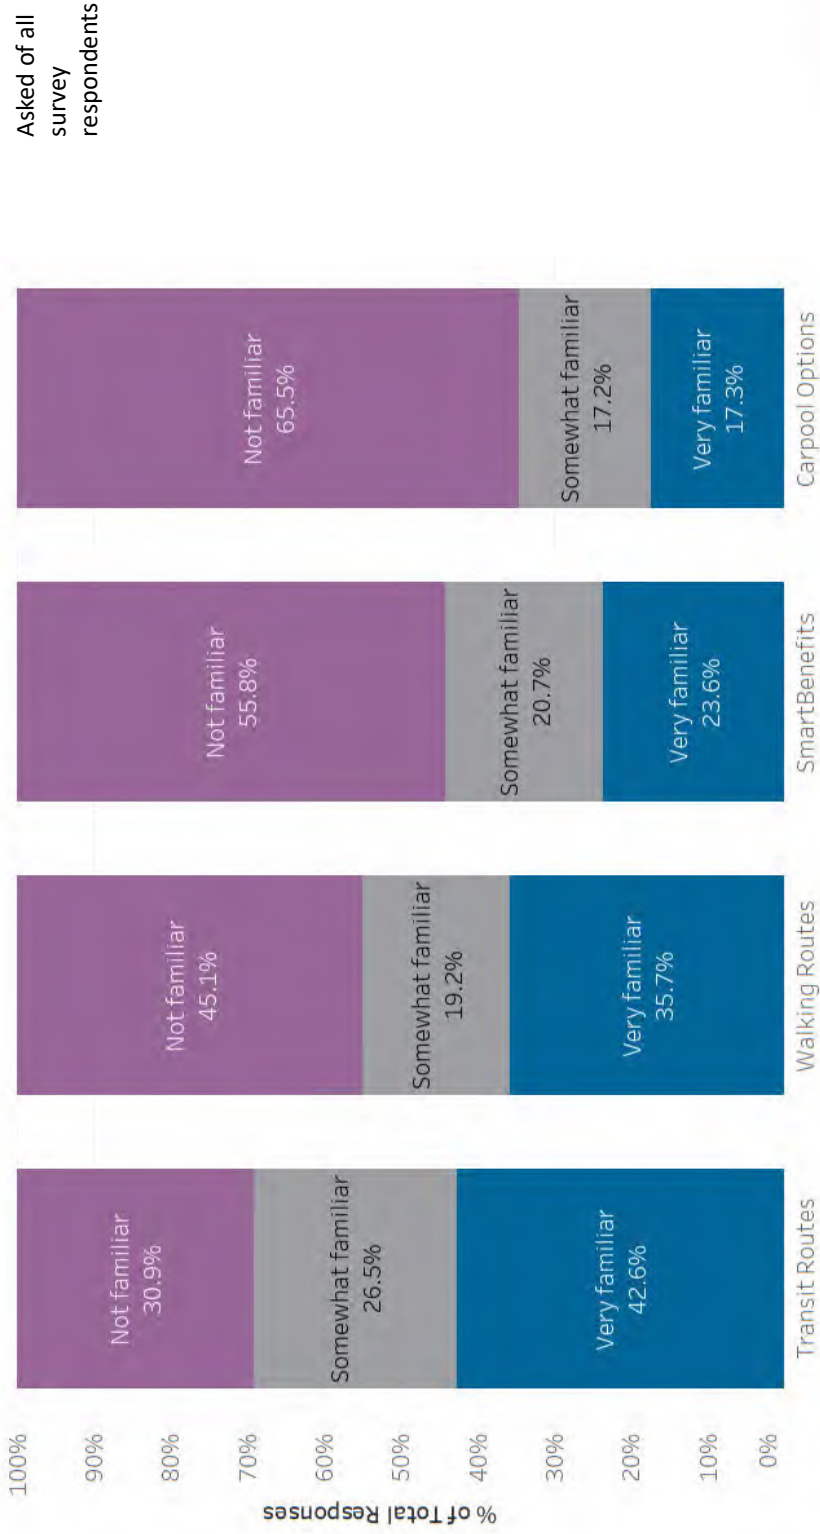 Asked of all
survey
respondents
% of Total Responses
100%
90%
80%
70%
60%
50%
40%
30%
20%
10%
0%
Not familiar
30.9%
Somewhat familiar
26.5%
Very familiar
42.6%
Transit Routes
Not familiar
45.1%
Somewhat familiar
19.2%
Very familiar
35.7%
Walking Routes
Not familiar
55.8%
Somewhat familiar
20.7%
Very familiar
23.6%
SmartBenefits
Not familiar
65.5%
Somewhat familiar
17.2%
Very familiar
17.3%
Carpool Options